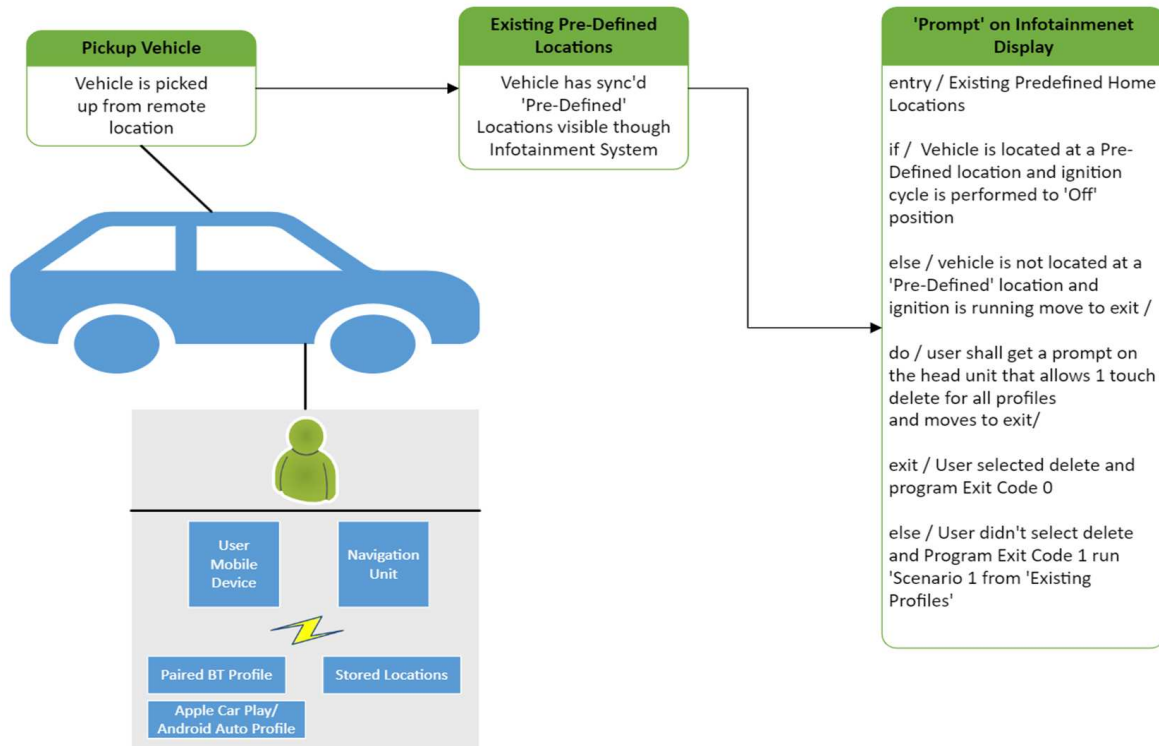 Pickup Vehicle
Vehicle is picked
up from remote
location
Existing Pre-Defined
Locations
Vehicle has sync'd
'Pre-Defined'
Locations visible though
Infotainment System
'Prompt' on Infotainmenet
Display
entry / Existing Predefined Home
Locations
if / Vehicle is located at a Pre-
Defined location and ignition
cycle is performed to 'Off'
position
else / vehicle is not located at a
'Pre-Defined' location and
ignition is running move to exit /
do / user shall get a prompt on
the head unit that allows 1 touch
delete for all profiles
and moves to exit/
exit / User selected delete and
program Exit Code 0
else / User didn't select delete
and Program Exit Code 1 run
'Scenario 1 from 'Existing
Profiles'
User
Mobile
Device
Navigation
Unit
Paired BT Profile
Stored Locations
Apple Car Play/
Android Auto Profile